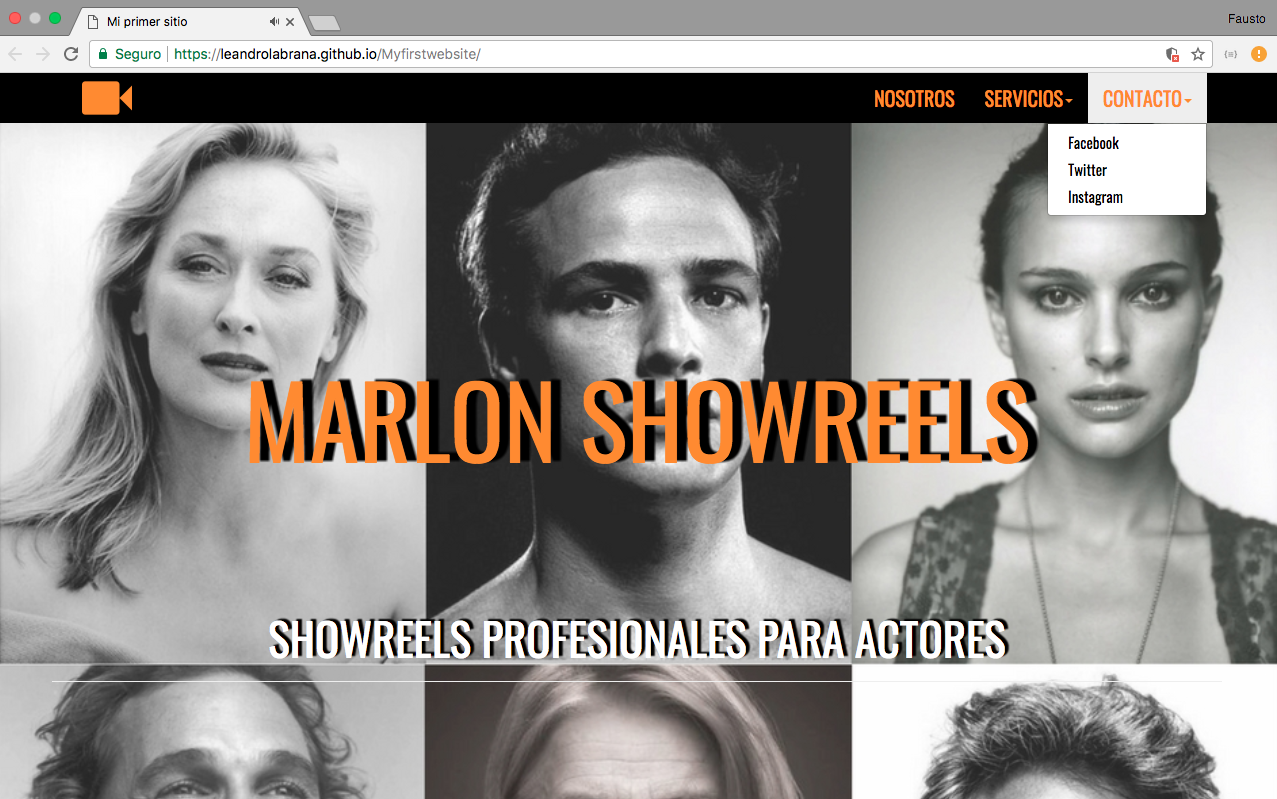 Mi primer sitio
Fausto
Seguro https://leandrolabrana.github.io/Myfirstwebsite/
NOSOTROS SERVICIOS CONTACTO
Facebook
Twitter
Instagram
MARLON SHOWREELS
SHOWREELS PROFESIONALES PARA ACTORES